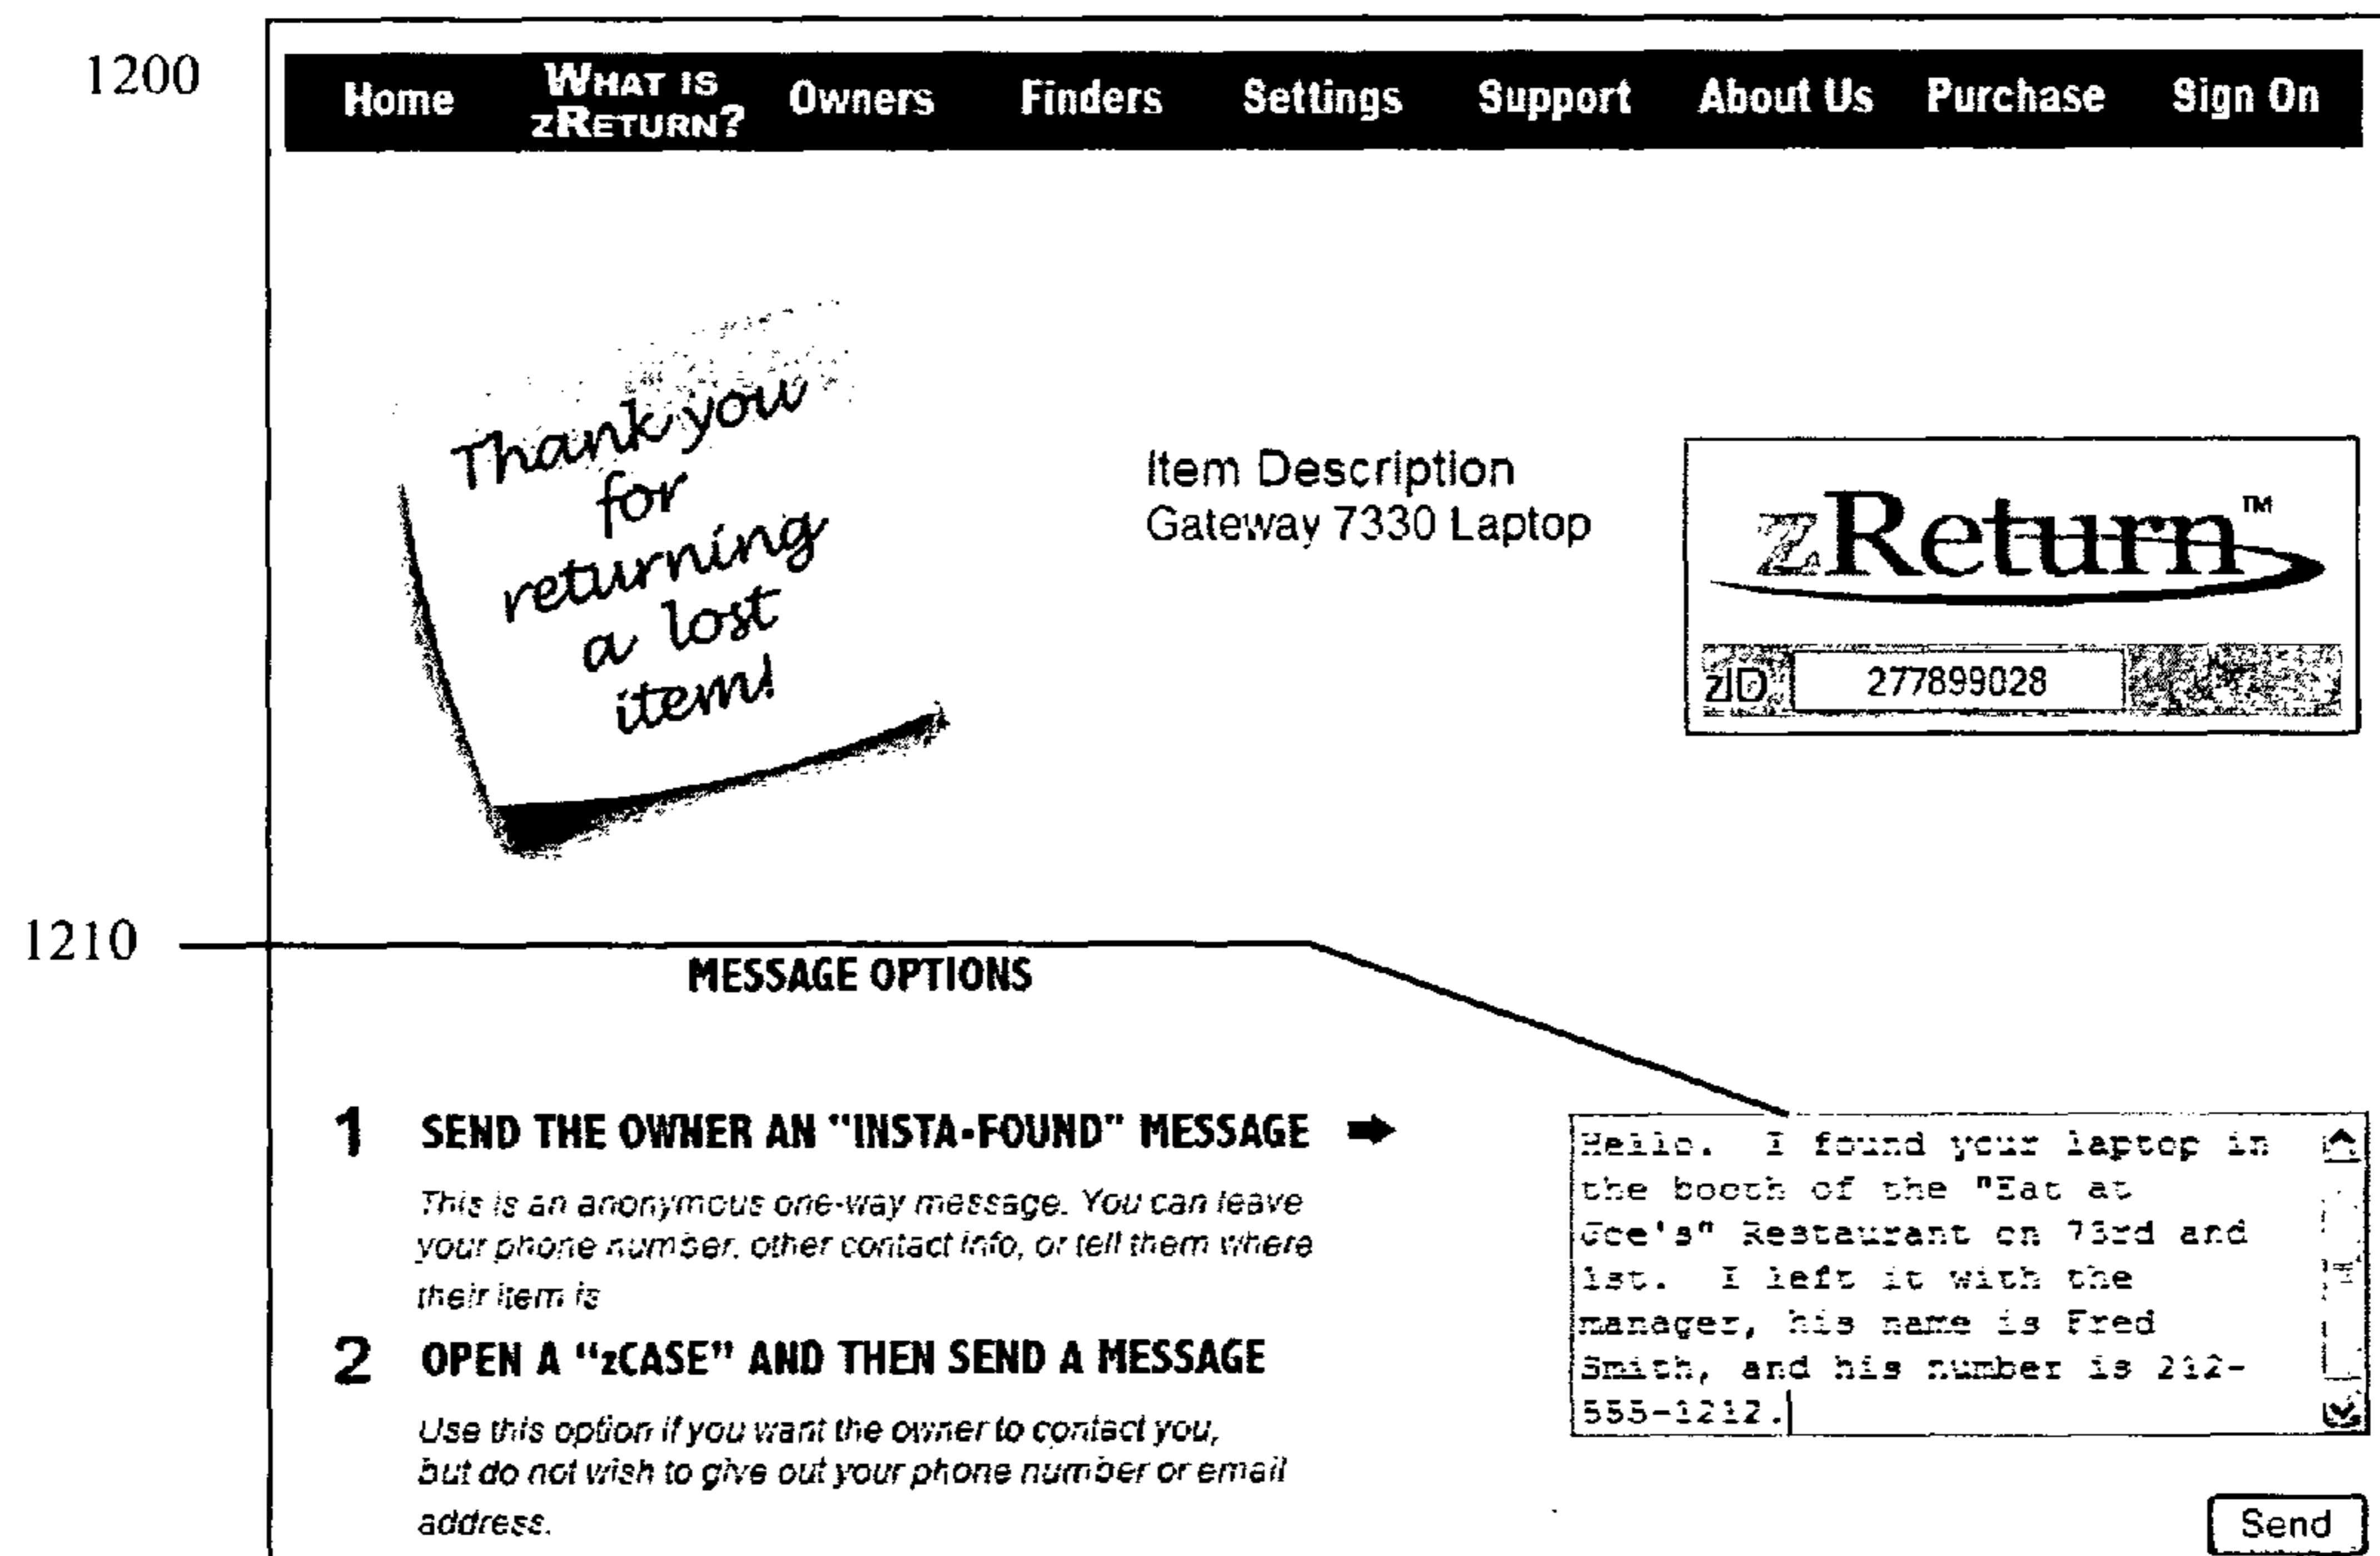 1200
Home WHAT IS ZRETURN? Owners Finders Settings Support About Us Purchase Sign On
Thank you
for
returning
a lost
item!
Item Description
Gateway 7330 Laptop
zReturn™
zID 277899028
1210
MESSAGE OPTIONS
1 SEND THE OWNER AN “INSTA-FOUND” MESSAGE ➡
This is an anonymous one-way message. You can leave
your phone number, other contact info, or tell them where
their item is
2 OPEN A “zCASE” AND THEN SEND A MESSAGE
Use this option if you want the owner to contact you,
but do not wish to give out your phone number or email
address.
Hello. I found your laptop in
the booth of the "Eat at
Joe's" Restaurant on 73rd and
1st. I left it with the
manager, his name is Fred
Smith, and his number is 212-
555-1212.
Send